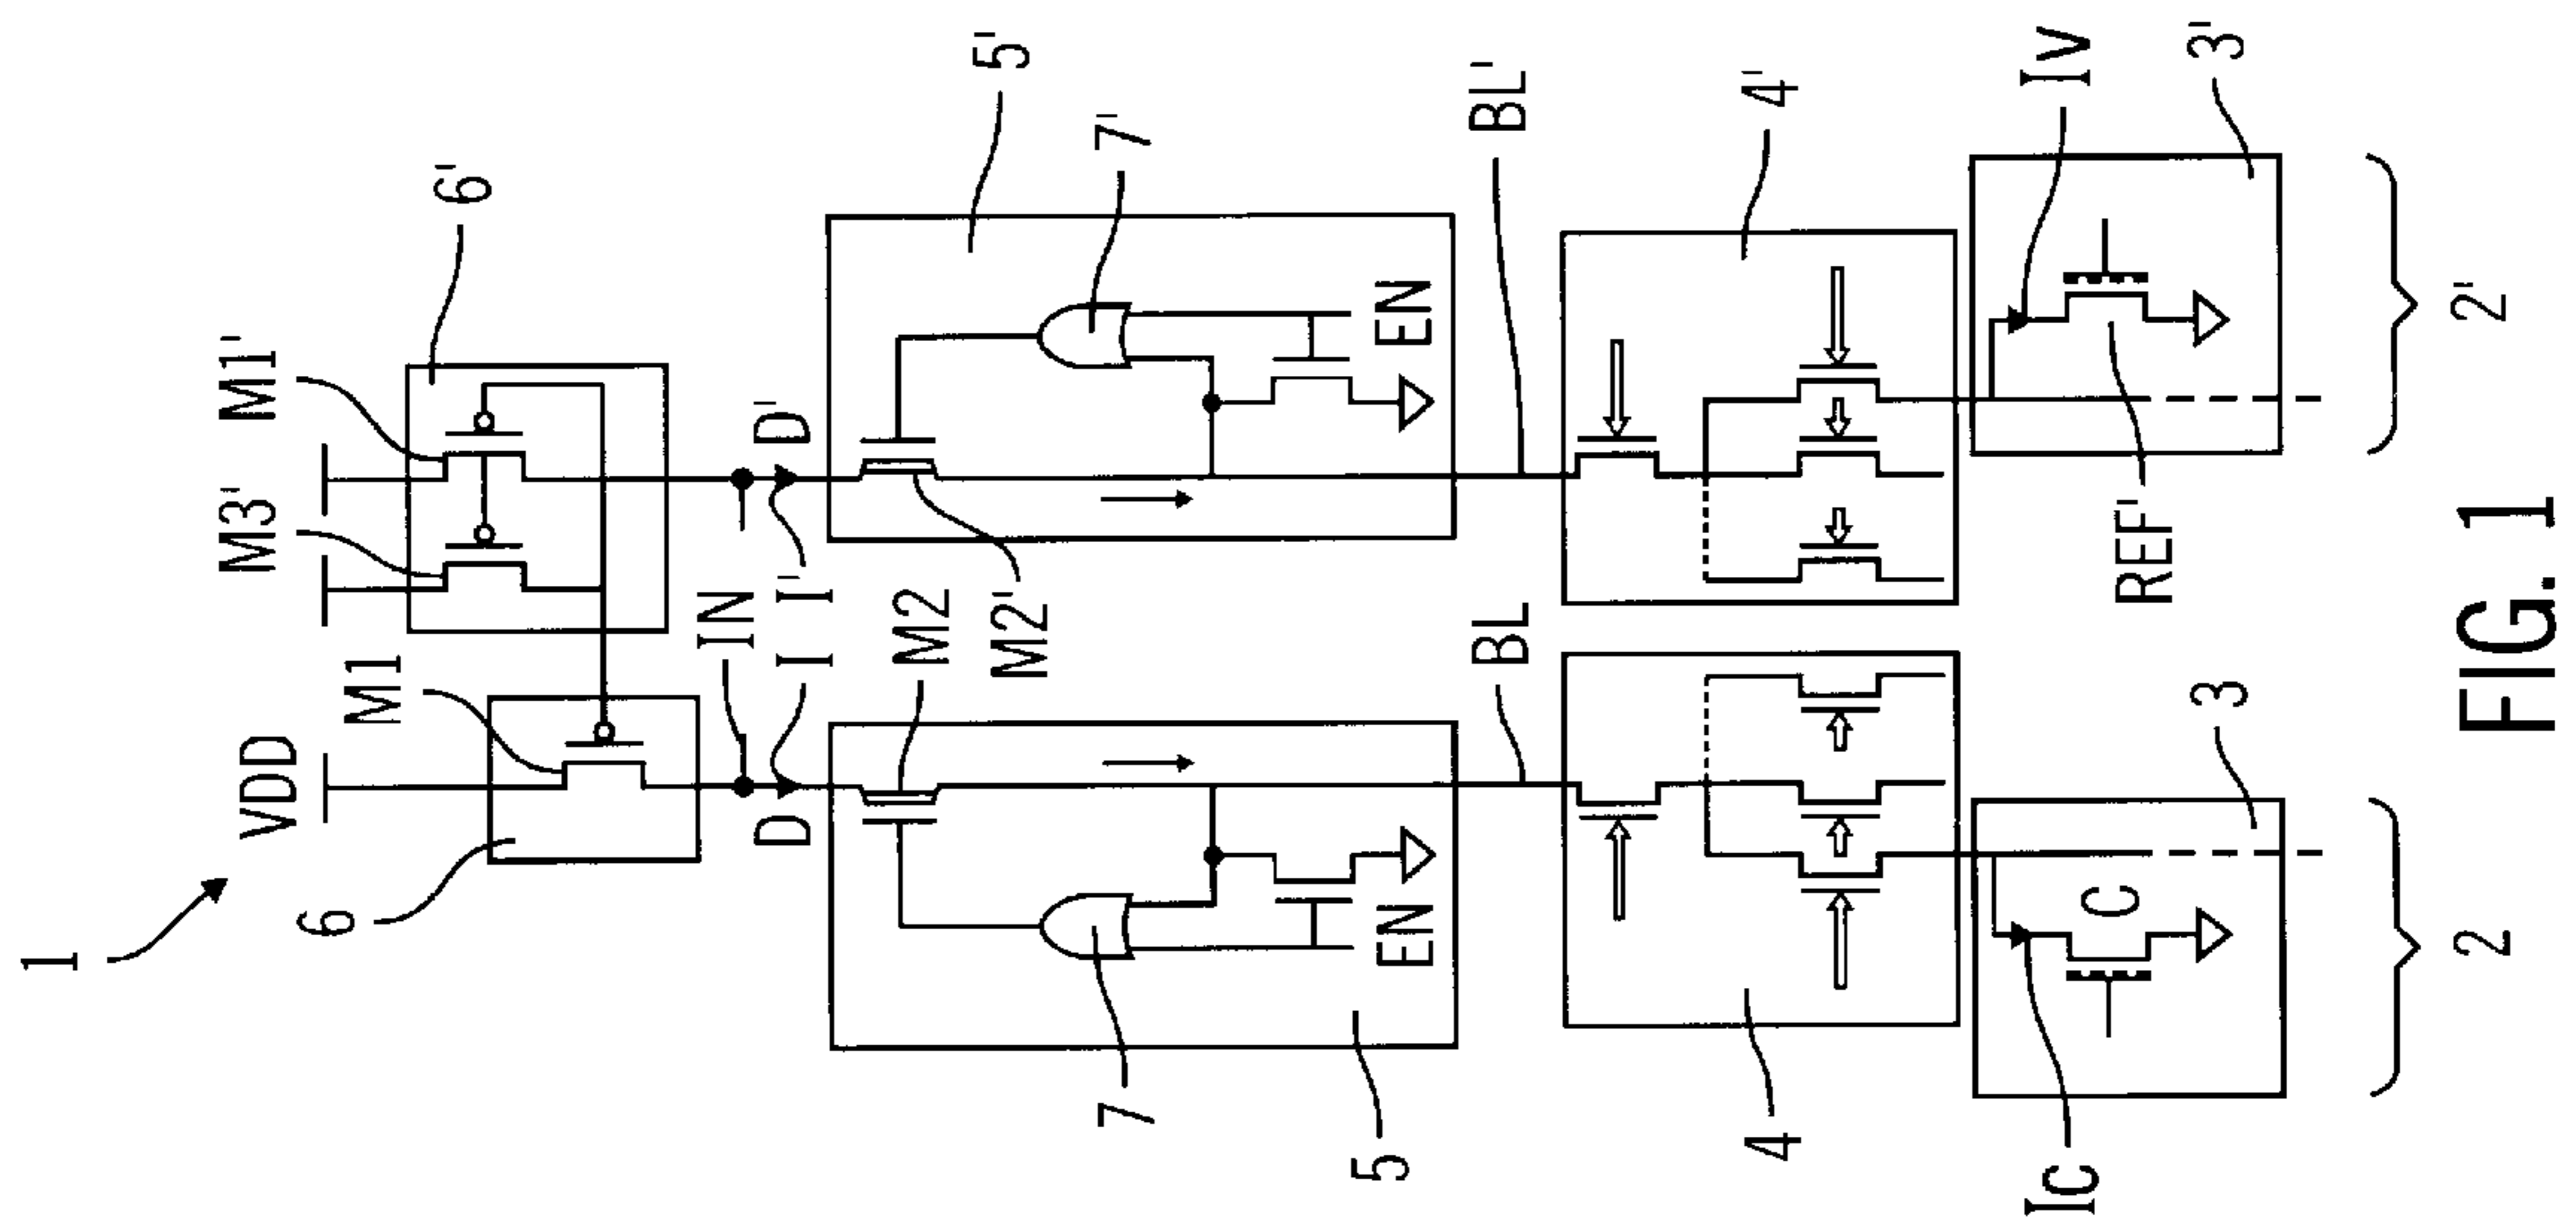 1
VDD
6
M1
M3'
M1'
6'
IN
D
I
I'
D'
M2
M2'
5'
7'
7
EN
EN
5
BL
BL'
4
4'
IC
C
3
REF'
IV
3'
2
2'
FIG. 1